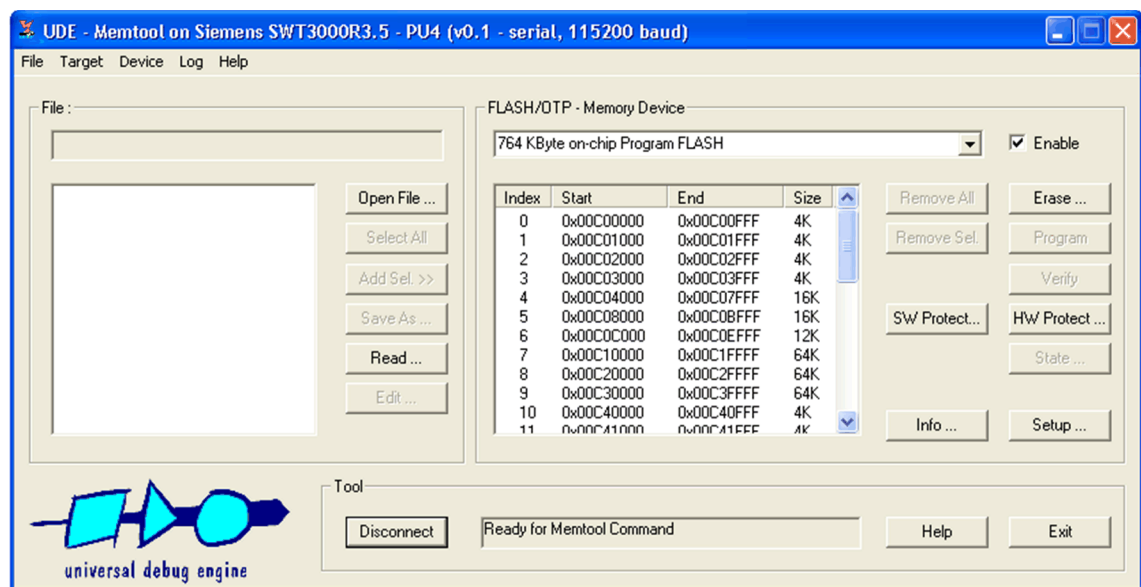 UDE - Memtool on Siemens SWT3000R3.5 - PU4 (v0.1 - serial, 115200 baud)
File Target Device Log Help
File :
Open File ...
Select All
Add Sel. >>
Save As ...
Read ...
Edit ...
FLASH/OTP - Memory Device
764 KByte on-chip Program FLASH
Enable
Index Start End Size
0 0x00C00000 0x00C00FFF 4K
1 0x00C01000 0x00C01FFF 4K
2 0x00C02000 0x00C02FFF 4K
3 0x00C03000 0x00C03FFF 4K
4 0x00C04000 0x00C07FFF 16K
5 0x00C08000 0x00C0BFFF 16K
6 0x00C0C000 0x00C0EFFF 12K
7 0x00C10000 0x00C1FFFF 64K
8 0x00C20000 0x00C2FFFF 64K
9 0x00C30000 0x00C3FFFF 64K
10 0x00C40000 0x00C40FFF 4K
11 0x00C41000 0x00C41FFF 4K
Remove All
Erase ...
Remove Sel.
Program
Verify
SW Protect...
HW Protect ...
State ...
Info ...
Setup ...
universal debug engine
Tool
Disconnect
Ready for Memtool Command
Help
Exit